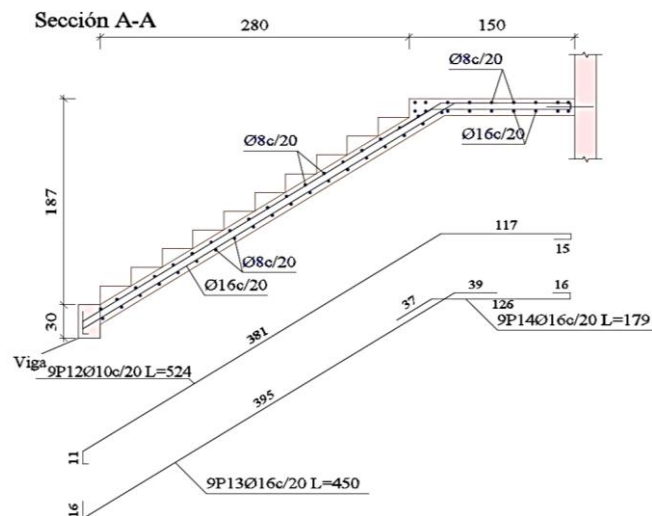 Sección A-A
280
150
Ø8c/20
Ø16c/20
Ø8c/20
187
Ø8c/20
Ø16c/20
30
Viga
117
15
39
16
37
126
9P14Ø16c/20 L=179
381
9P12Ø10c/20 L=524
395
11
9P13Ø16c/20 L=450
16